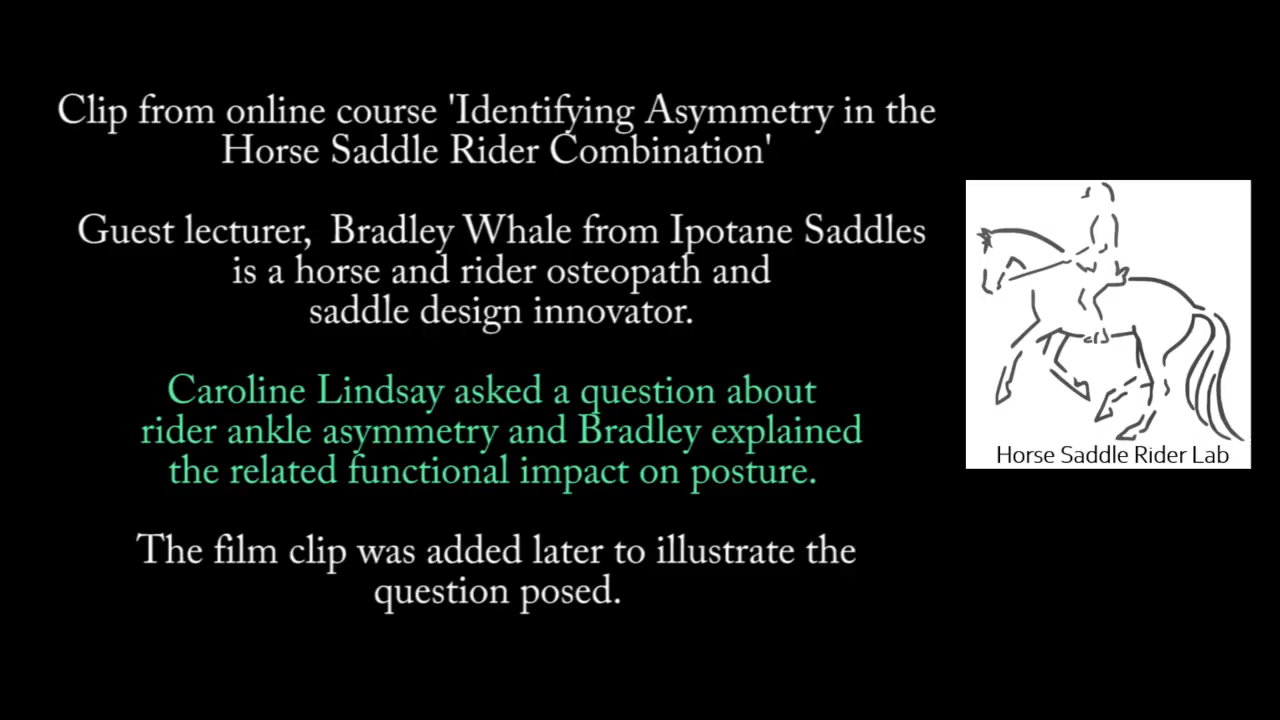 Clip from online course 'Identifying Asymmetry in the
Horse Saddle Rider Combination'
Guest lecturer, Bradley Whale from Ipotane Saddles
is a horse and rider osteopath and
saddle design innovator.
Caroline Lindsay asked a question about
rider ankle asymmetry and Bradley explained
the related functional impact on posture.
The film clip was added later to illustrate the
question posed.
Horse Saddle Rider Lab